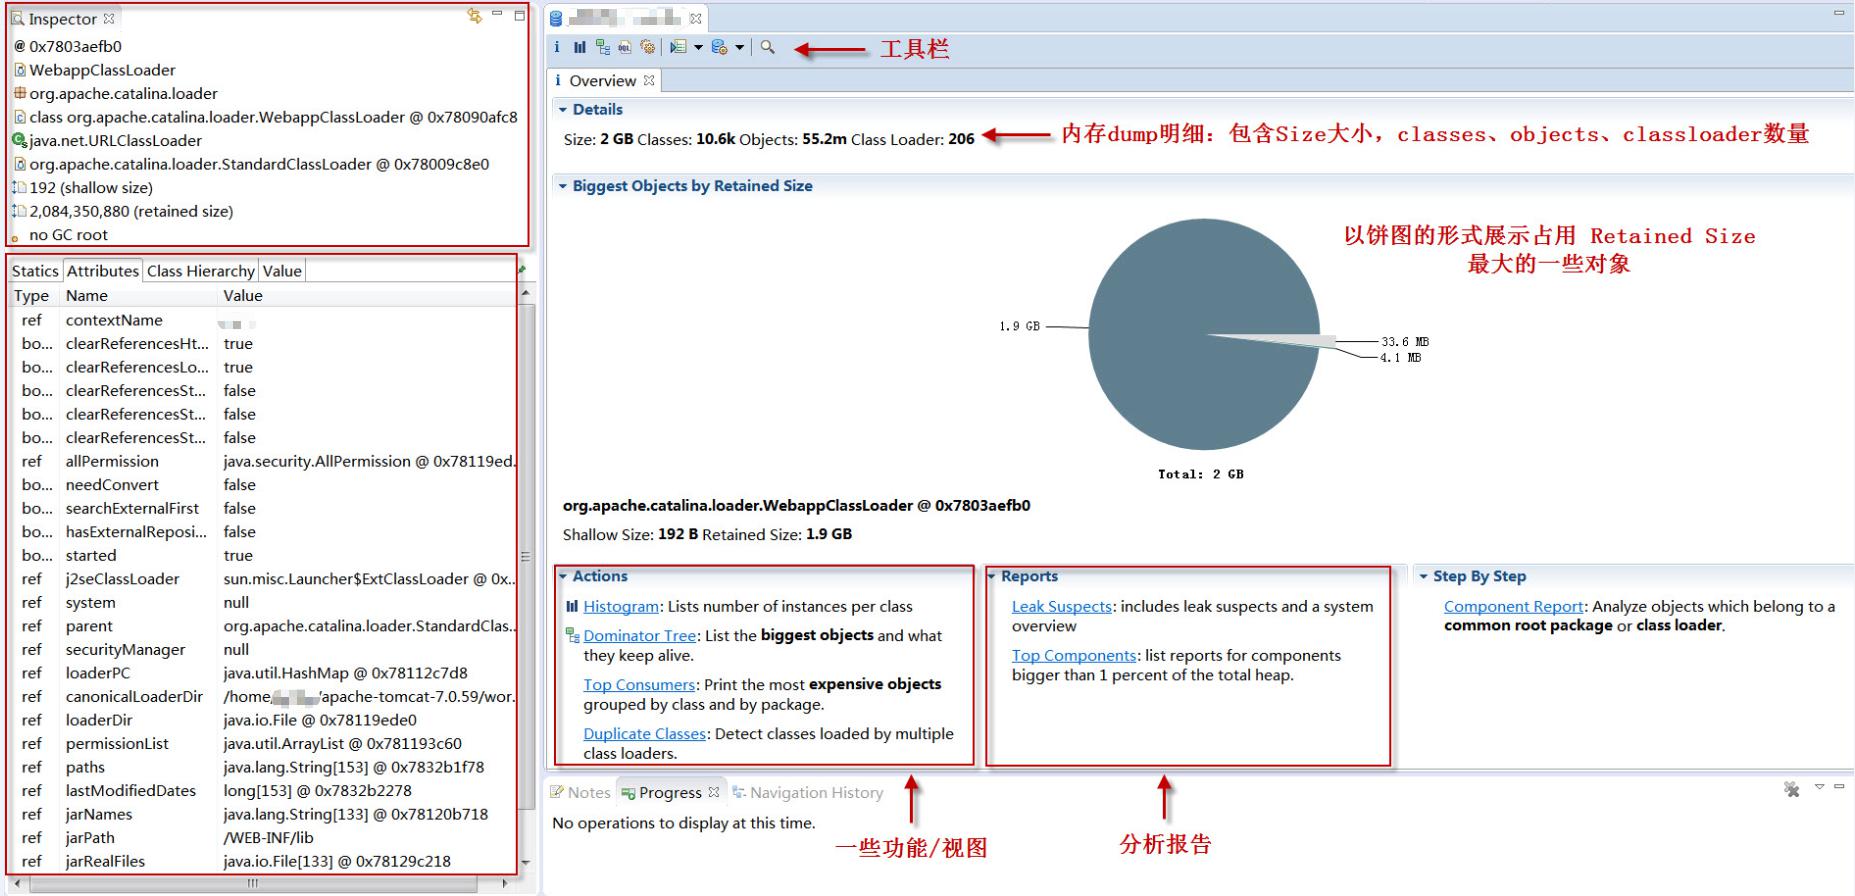 Inspector
@ 0x7803aefb0
WebappClassLoader
org.apache.catalina.loader
class org.apache.catalina.loader.WebappClassLoader @ 0x78090afc8
java.net.URLClassLoader
org.apache.catalina.loader.StandardClassLoader @ 0x78009c8e0
192 (shallow size)
2,084,350,880 (retained size)
no GC root
Statics Attributes Class Hierarchy Value
Type Name Value
ref contextName
bo... clearReferencesHt... true
bo... clearReferencesLo... true
bo... clearReferencesSt... false
bo... clearReferencesSt... false
bo... clearReferencesSt... false
ref allPermission java.security.AllPermission @ 0x78119ed.
bo... needConvert false
bo... searchExternalFirst false
bo... hasExternalReposi... false
bo... started true
ref j2seClassLoader sun.misc.Launcher$ExtClassLoader @ 0x..
ref system null
ref parent org.apache.catalina.loader.StandardClas..
ref securityManager null
ref loaderPC java.util.HashMap @ 0x78112c7d8
ref canonicalLoaderDir /home/ /apache-tomcat-7.0.59/wor.
ref loaderDir java.io.File @ 0x78119ede0
ref permissionList java.util.ArrayList @ 0x781193c60
ref paths java.lang.String[153] @ 0x7832b1f78
ref lastModifiedDates long[153] @ 0x7832b2278
ref jarNames java.lang.String[133] @ 0x78120b718
ref jarPath /WEB-INF/lib
ref jarRealFiles java.io.File[133] @ 0x78129c218
工具栏
i Overview
Details
Size: 2 GB Classes: 10.6k Objects: 55.2m Class Loader: 206
内存dump明细：包含Size大小，classes、objects、classloader数量
Biggest Objects by Retained Size
以饼图的形式展示占用 Retained Size
最大的一些对象
1.9 GB
33.6 MB
4.1 MB
Total: 2 GB
org.apache.catalina.loader.WebappClassLoader @ 0x7803aefb0
Shallow Size: 192 B Retained Size: 1.9 GB
Actions
Histogram: Lists number of instances per class
Dominator Tree: List the biggest objects and what
they keep alive.
Top Consumers: Print the most expensive objects
grouped by class and by package.
Duplicate Classes: Detect classes loaded by multiple
class loaders.
Reports
Leak Suspects: includes leak suspects and a system
overview
Top Components: list reports for components
bigger than 1 percent of the total heap.
Step By Step
Component Report: Analyze objects which belong to a
common root package or class loader.
Notes Progress Navigation History
No operations to display at this time.
一些功能/视图
分析报告